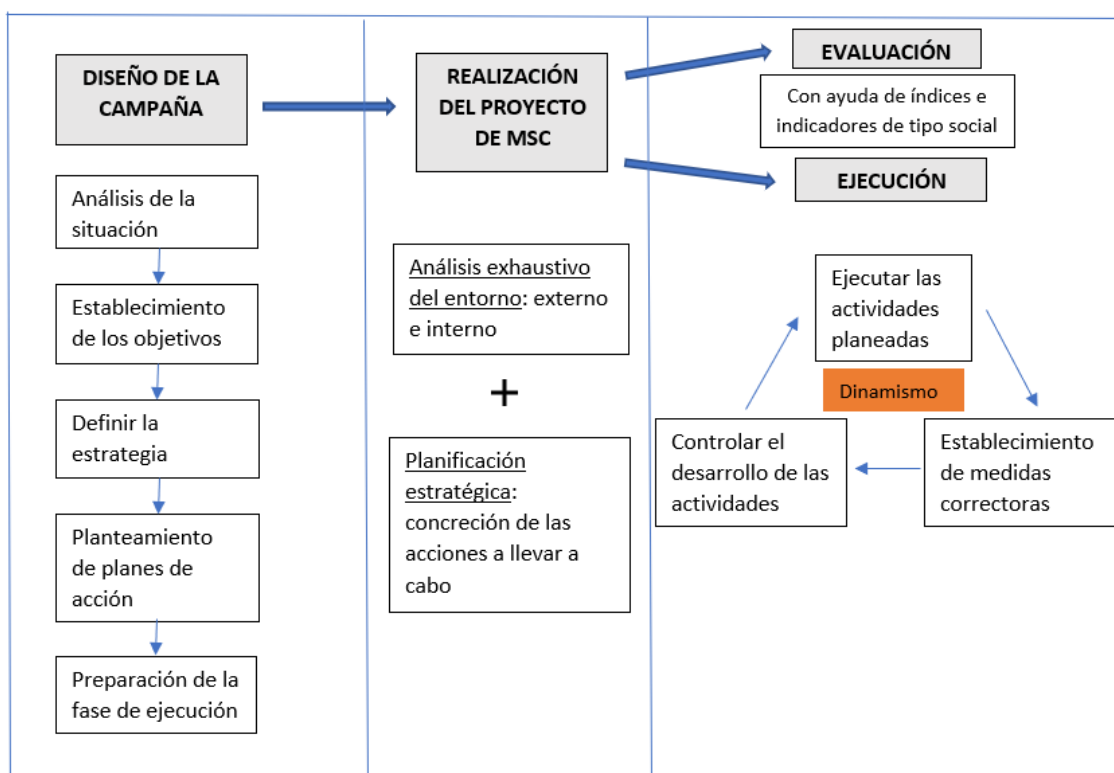 DISEÑO DE LA
CAMPAÑA
Análisis de la
situación
Establecimiento
de los objetivos
Definir la
estrategia
Planteamiento
de planes de
acción
Preparación de la
fase de ejecución
REALIZACIÓN
DEL PROYECTO
DE MSC
Análisis exhaustivo
del entorno: externo
e interno
+
Planificación
estratégica:
concreción de las
acciones a llevar a
cabo
EVALUACIÓN
Con ayuda de índices e
indicadores de tipo social
EJECUCIÓN
Ejecutar las
actividades
planeadas
Dinamismo
Controlar el
desarrollo de las
actividades
Establecimiento
de medidas
correctoras